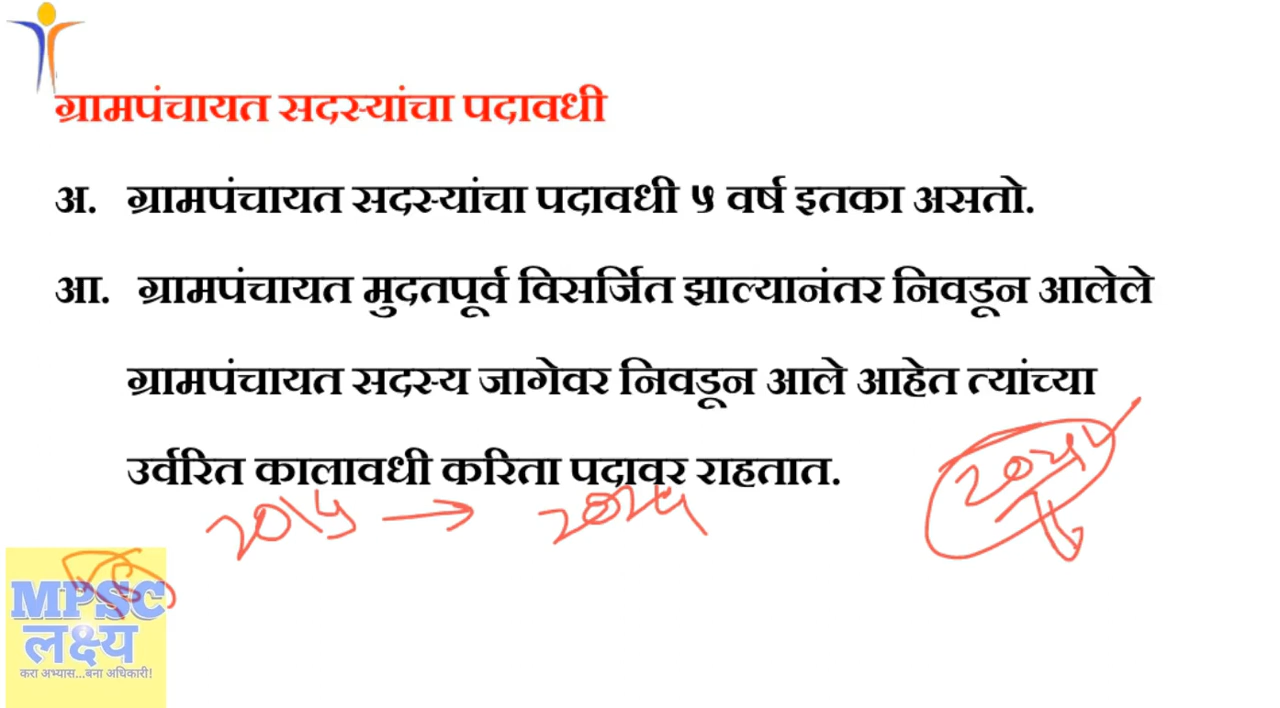 ग्रामपंचायत सदस्यांचा पदावधी
अ. ग्रामपंचायत सदस्यांचा पदावधी ५ वर्ष इतका असतो.
आ. ग्रामपंचायत मुदतपूर्व विसर्जित झाल्यानंतर निवडून आलेले
ग्रामपंचायत सदस्य जागेवर निवडून आले आहेत त्यांच्या
उर्वरित कालावधी करिता पदावर राहतात.
MPSC
लक्ष्य
करा अभ्यास...बना अधिकारी!